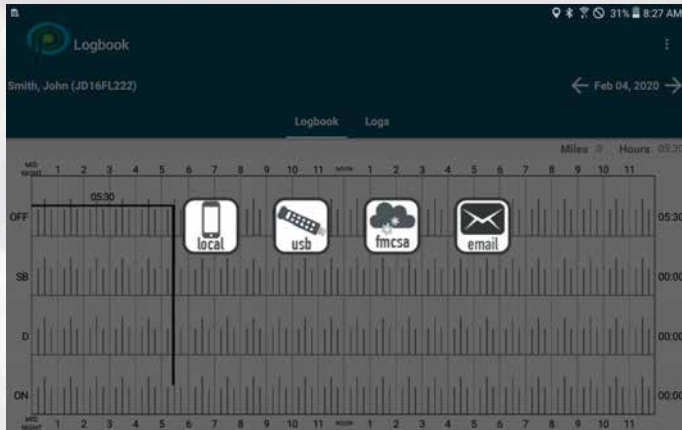 31% 8:27 AM
Logbook
Smith, John (JD16FL222)
Feb 04, 2020
Logbook Logs
Miles 0 Hours 05:30
MID NIGHT 1 2 3 4 5 6 7 8 9 10 11 NOON 1 2 3 4 5 6 7 8 9 10 11
05:30
OFF 05:30
local usb fmcsa email
SB 00:00
D 00:00
ON 00:00
MID NIGHT 1 2 3 4 5 6 7 8 9 10 11 NOON 1 2 3 4 5 6 7 8 9 10 11